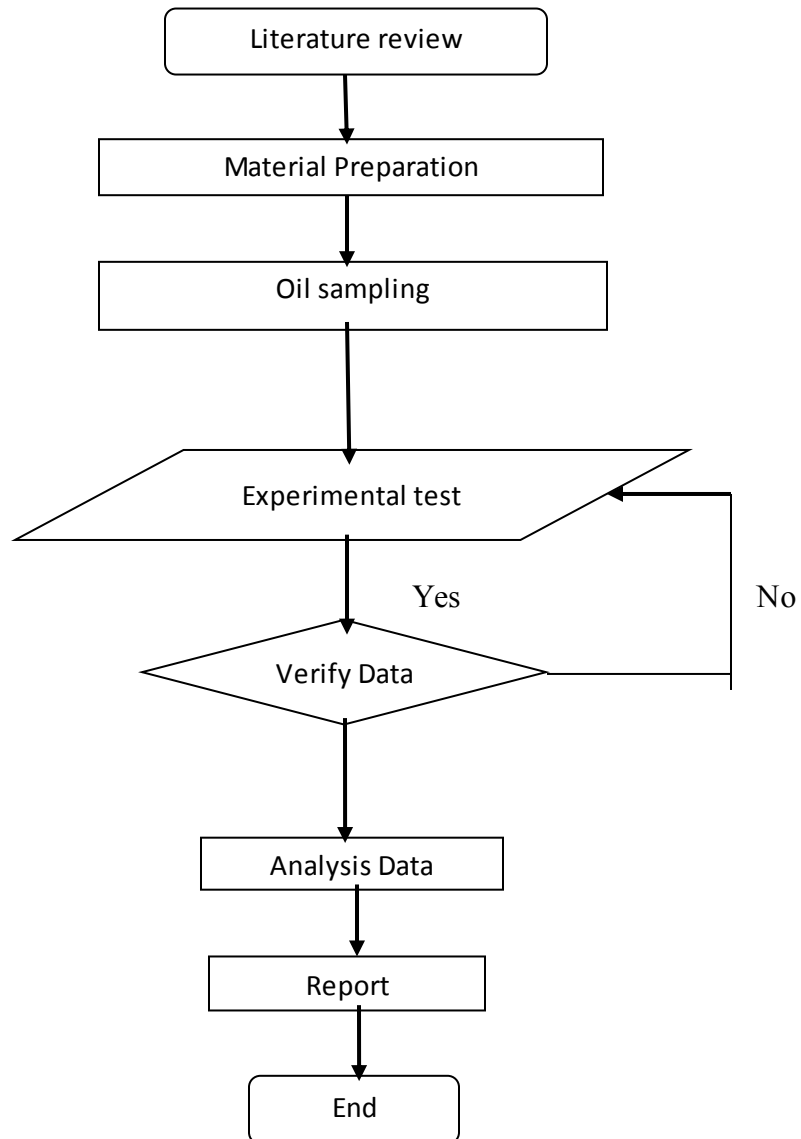 Literature review
Material Preparation
Oil sampling
Experimental test
Yes
No
Verify Data
Analysis Data
Report
End